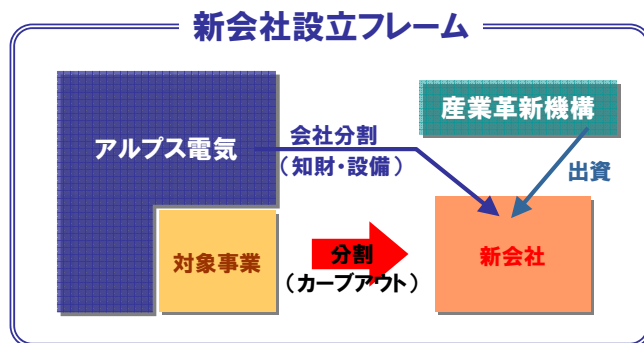 新会社設立フレーム
産業革新機構
アルプス電気
会社分割
（知財・設備）
出資
対象事業
分割
（カーブアウト）
新会社